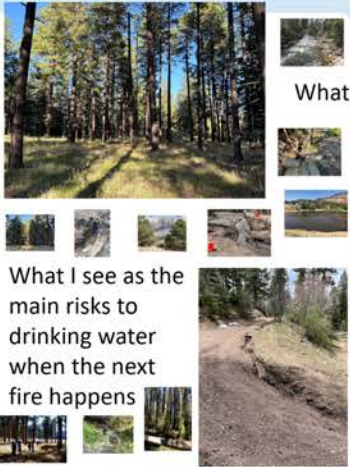 What
What I see as the
main risks to
drinking water
when the next
fire happens